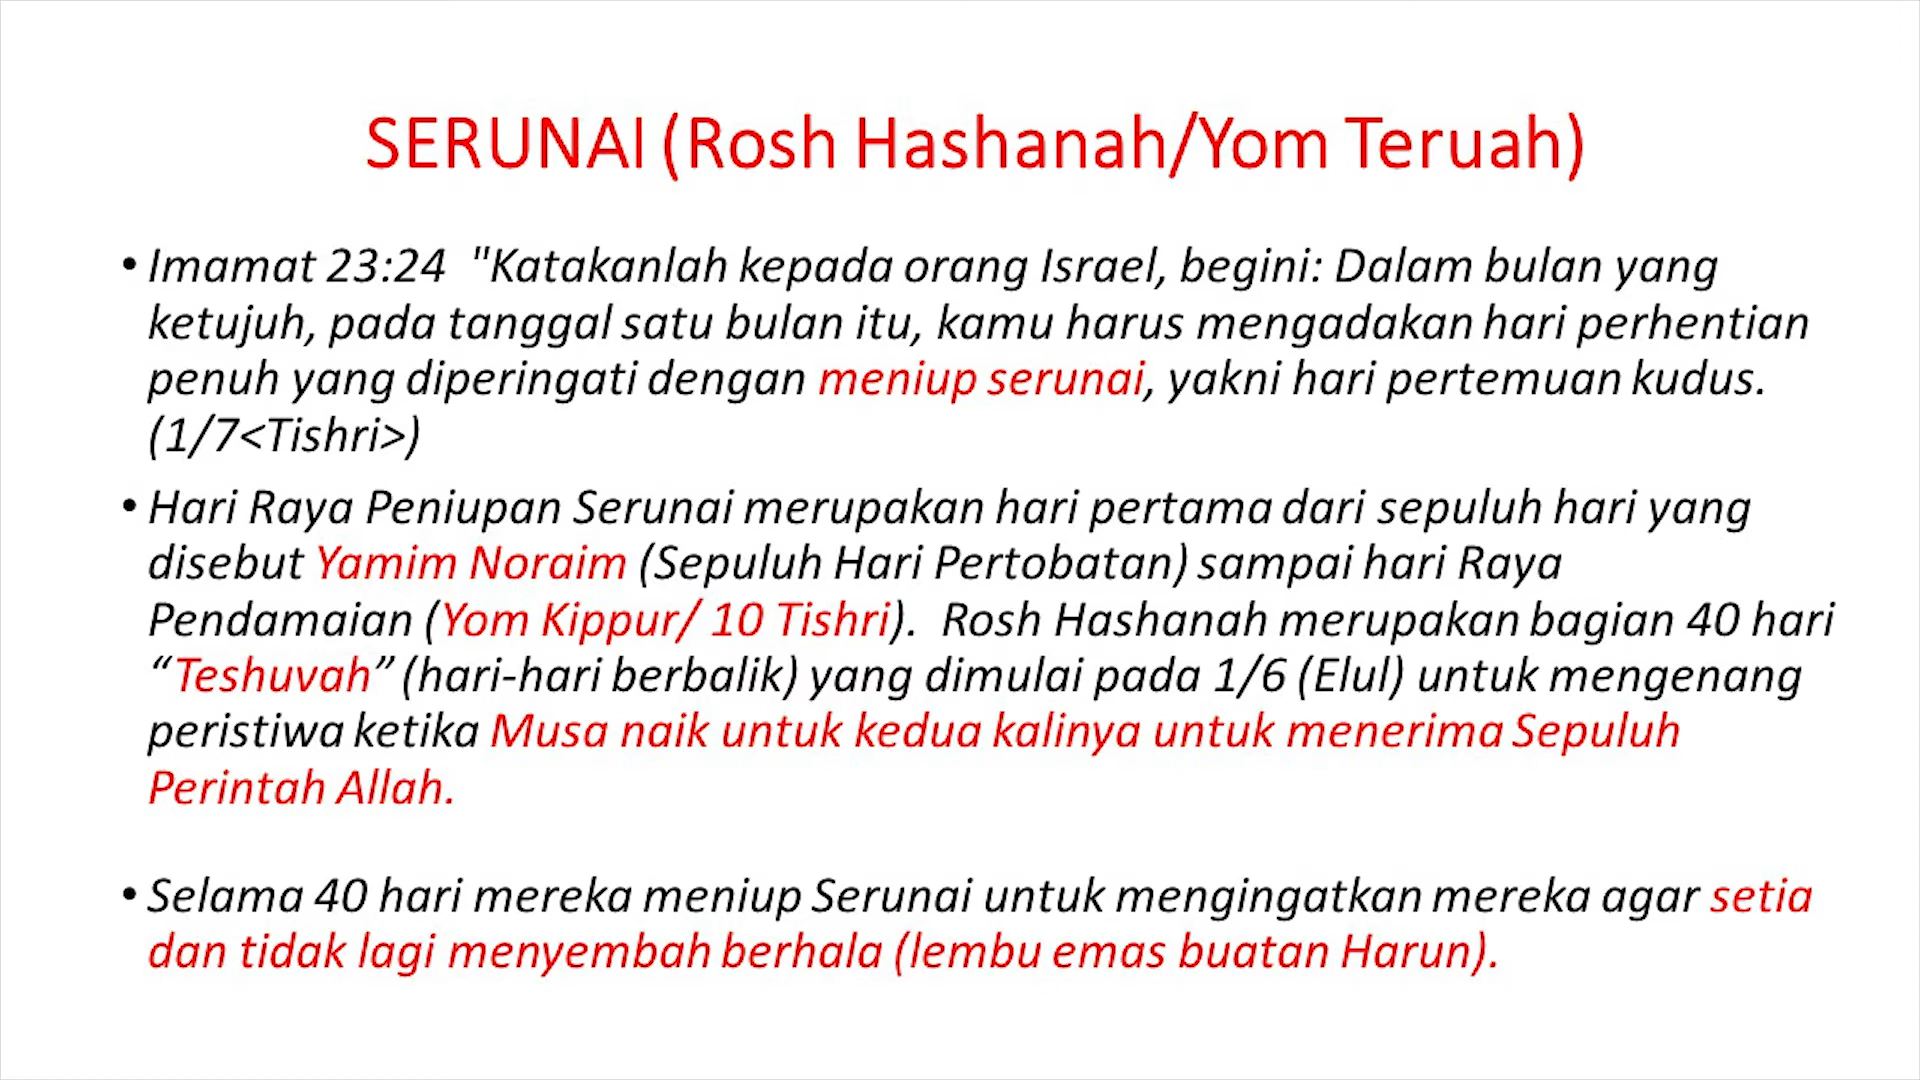 SERUNAI (Rosh Hashanah/Yom Teruah)
• Imamat 23:24  "Katakanlah kepada orang Israel, begini: Dalam bulan yang
ketujuh, pada tanggal satu bulan itu, kamu harus mengadakan hari perhentian
penuh yang diperingati dengan meniup serunai, yakni hari pertemuan kudus.
(1/7<Tishri>)
• Hari Raya Peniupan Serunai merupakan hari pertama dari sepuluh hari yang
disebut Yamim Noraim (Sepuluh Hari Pertobatan) sampai hari Raya
Pendamaian (Yom Kippur/ 10 Tishri).  Rosh Hashanah merupakan bagian 40 hari
“Teshuvah” (hari-hari berbalik) yang dimulai pada 1/6 (Elul) untuk mengenang
peristiwa ketika Musa naik untuk kedua kalinya untuk menerima Sepuluh
Perintah Allah.
• Selama 40 hari mereka meniup Serunai untuk mengingatkan mereka agar setia
dan tidak lagi menyembah berhala (lembu emas buatan Harun).